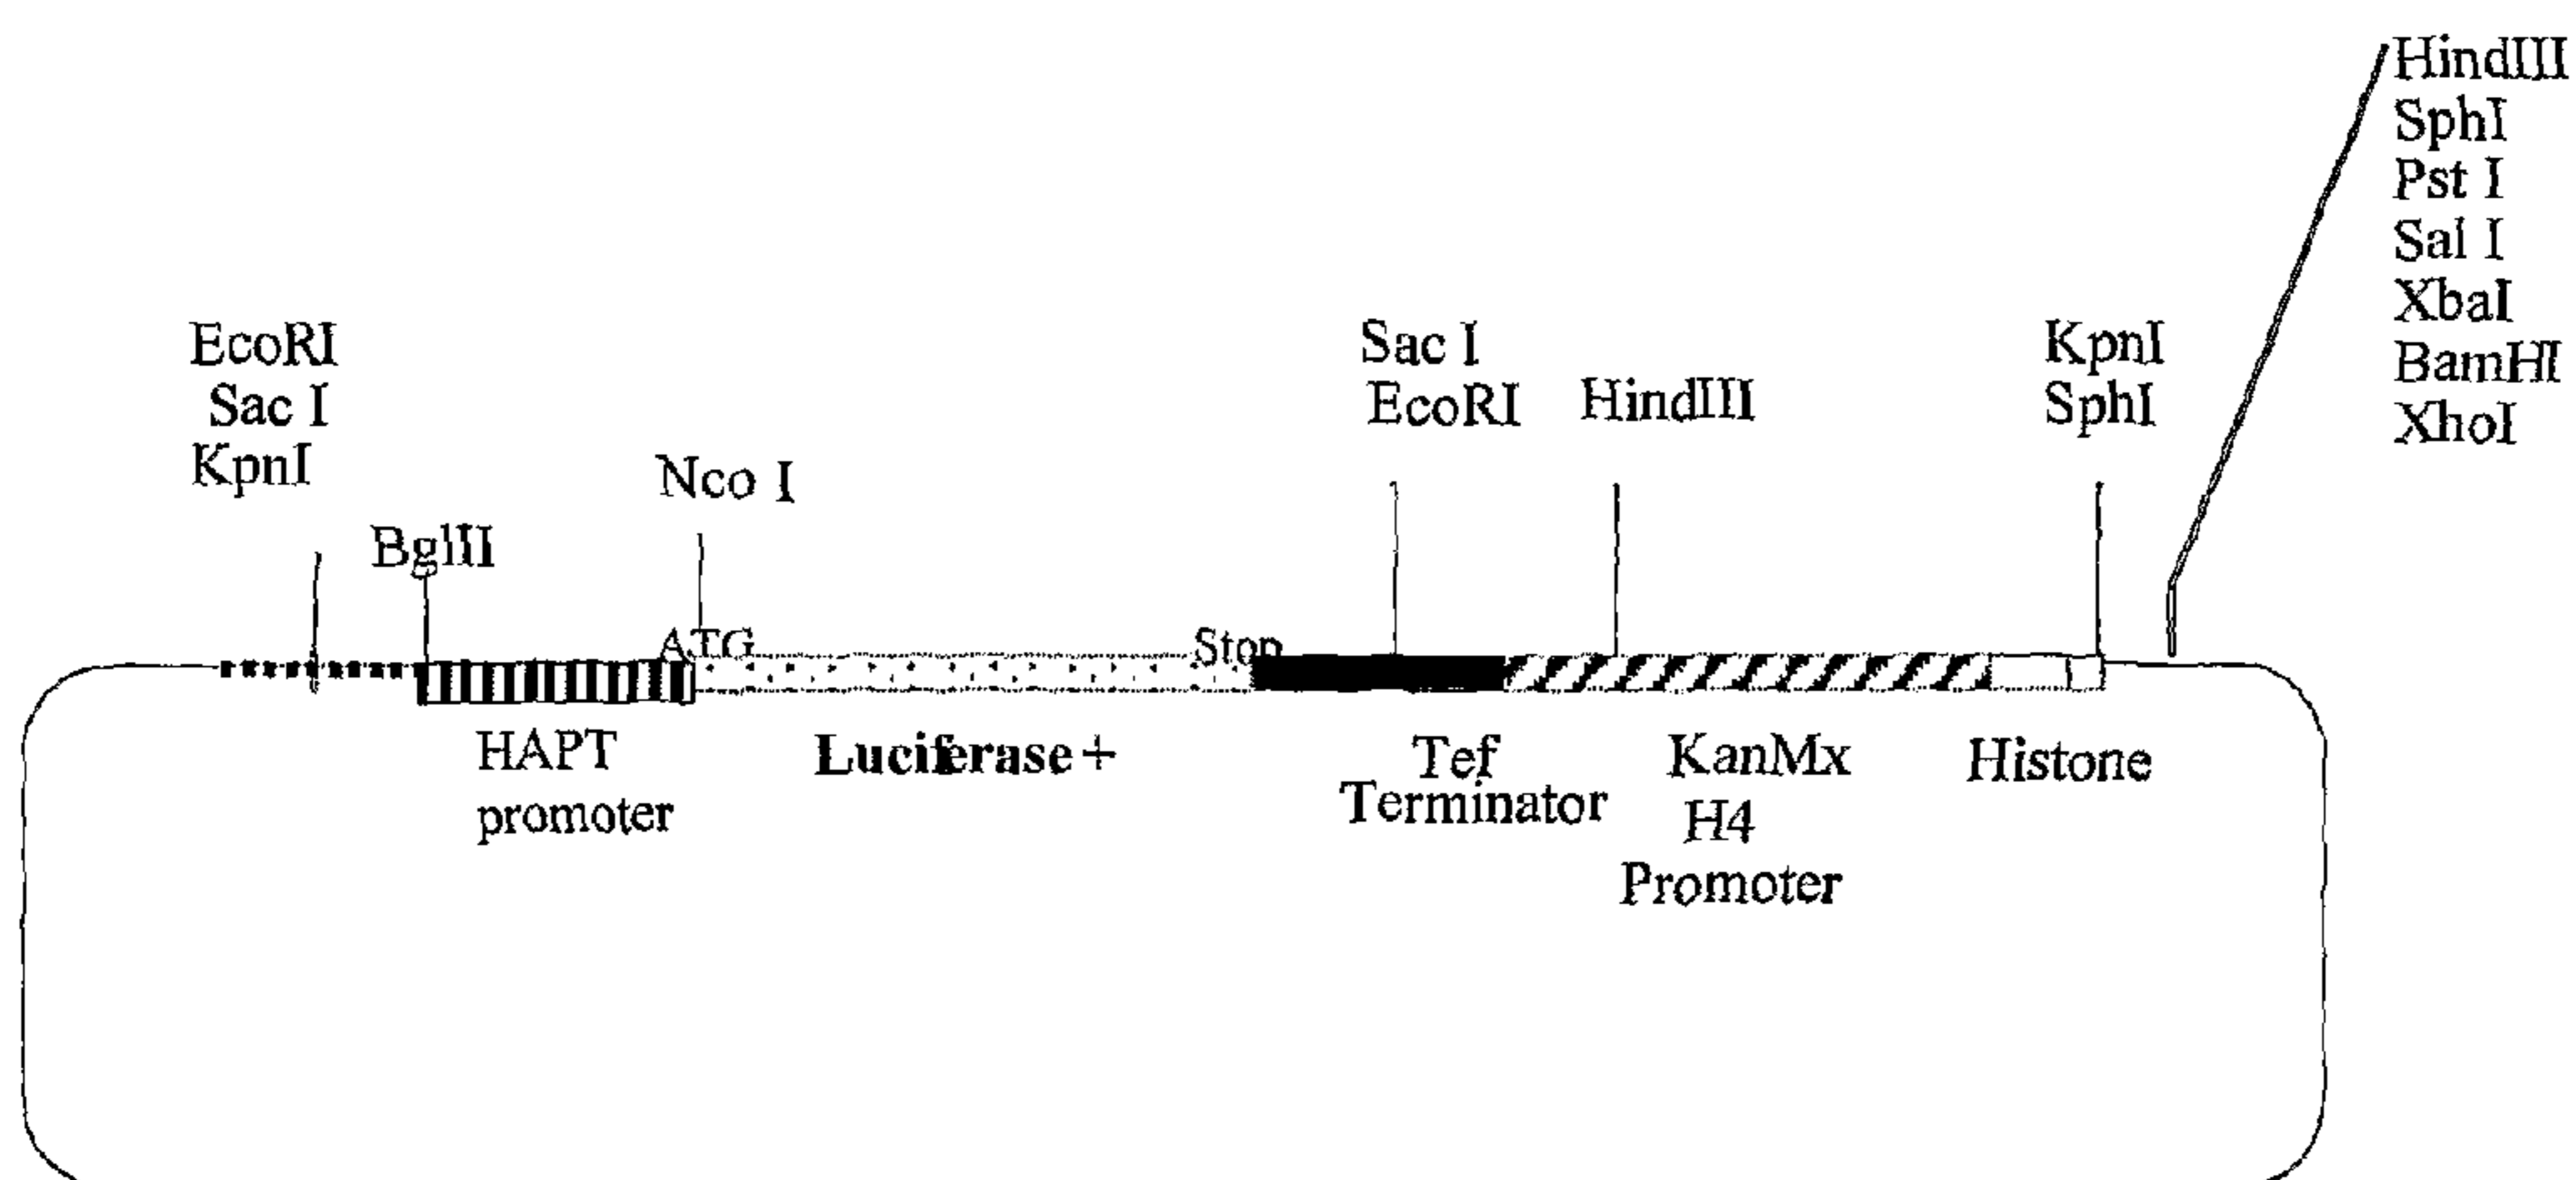 HindIII
SphI
Pst I
Sal I
XbaI
BamHI
XhoI
EcoRI
Sac I
KpnI
BglII
Nco I
Sac I
EcoRI
HindIII
KpnI
SphI
ATG
Stop
HAPT
promoter
Luciferase +
Tef
Terminator
KanMx
H4
Promoter
Histone